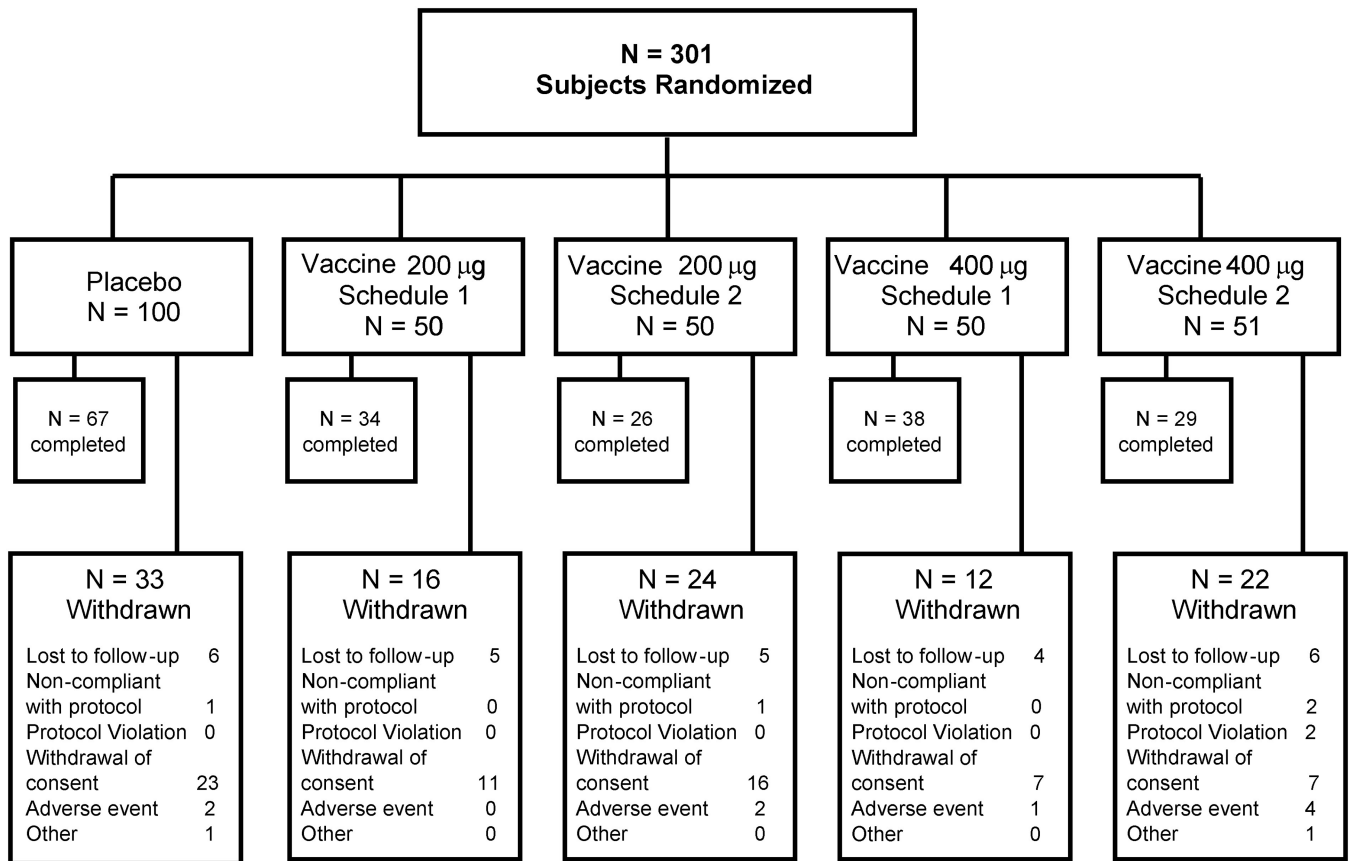 N = 301
Subjects Randomized
Placebo
N = 100
Vaccine 200 µg
Schedule 1
N = 50
Vaccine 200 µg
Schedule 2
N = 50
Vaccine 400 µg
Schedule 1
N = 50
Vaccine 400 µg
Schedule 2
N = 51
N = 67
completed
N = 34
completed
N = 26
completed
N = 38
completed
N = 29
completed
N = 33
Withdrawn
Lost to follow-up 6
Non-compliant
with protocol 1
Protocol Violation 0
Withdrawal of
consent 23
Adverse event 2
Other 1
N = 16
Withdrawn
Lost to follow-up 5
Non-compliant
with protocol 0
Protocol Violation 0
Withdrawal of
consent 11
Adverse event 0
Other 0
N = 24
Withdrawn
Lost to follow-up 5
Non-compliant
with protocol 1
Protocol Violation 0
Withdrawal of
consent 16
Adverse event 2
Other 0
N = 12
Withdrawn
Lost to follow-up 4
Non-compliant
with protocol 0
Protocol Violation 0
Withdrawal of
consent 7
Adverse event 1
Other 0
N = 22
Withdrawn
Lost to follow-up 6
Non-compliant
with protocol 2
Protocol Violation 2
Withdrawal of
consent 7
Adverse event 4
Other 1